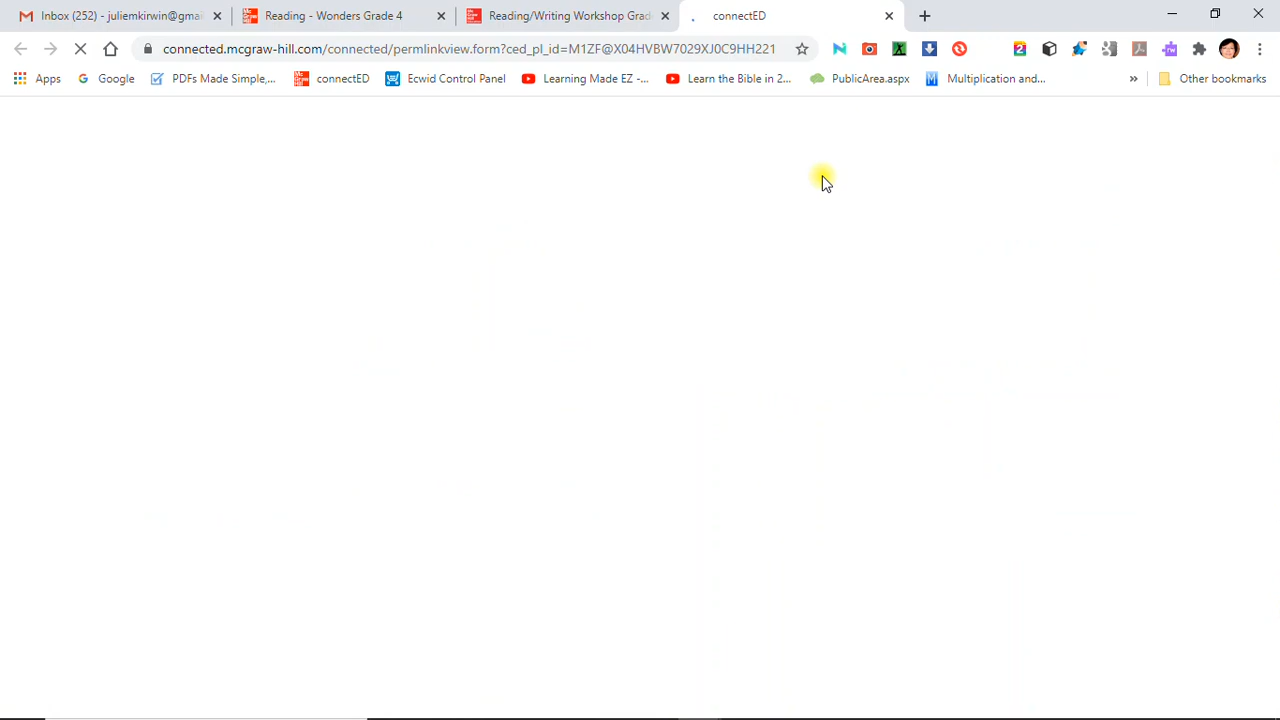 Inbox (252) - juliemkirwin@gma
Reading - Wonders Grade 4
Reading/Writing Workshop Grad
connectED
connected.mcgraw-hill.com/connected/permlinkview.form?ced_pl_id=M1ZF@X04HVBW7029XJ0C9HH221
Apps
Google
PDFs Made Simple,...
connectED
Ecwid Control Panel
Learning Made EZ -...
Learn the Bible in 2...
PublicArea.aspx
Multiplication and...
»
Other bookmarks